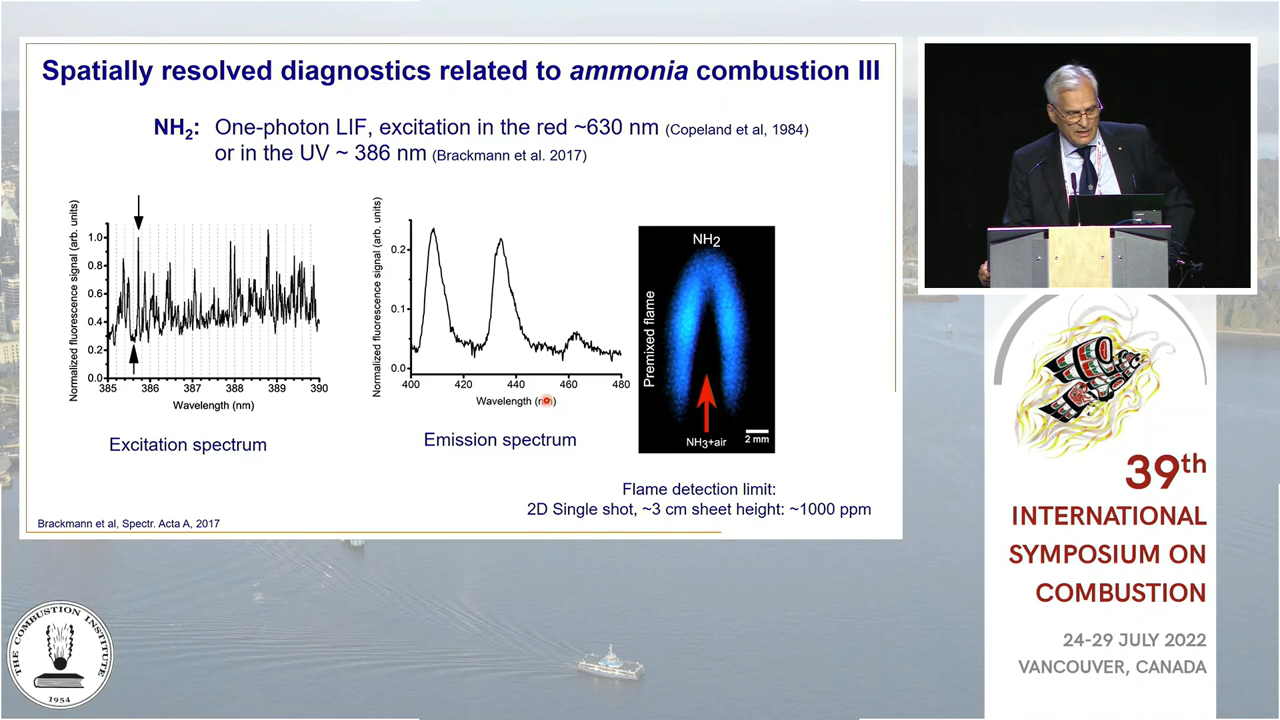 Spatially resolved diagnostics related to ammonia combustion III
NH2: One-photon LIF, excitation in the red ~630 nm (Copeland et al, 1984)
or in the UV ~ 386 nm (Brackmann et al. 2017)
Normalized fluorescence signal (arb. units)
1.0
0.8
0.6
0.4
0.2
0.0
385 386 387 388 389 390
Wavelength (nm)
Excitation spectrum
Normalized fluorescence signal (arb. units)
0.2
0.1
0.0
400 420 440 460 480
Wavelength (nm)
Emission spectrum
NH2
Premixed flame
NH3+air
2 mm
Flame detection limit:
2D Single shot, ~3 cm sheet height: ~1000 ppm
Brackmann et al, Spectr. Acta A, 2017
39th
INTERNATIONAL
SYMPOSIUM ON
COMBUSTION
24-29 JULY 2022
VANCOUVER, CANADA
THE COMBUSTION INSTITUTE
1954